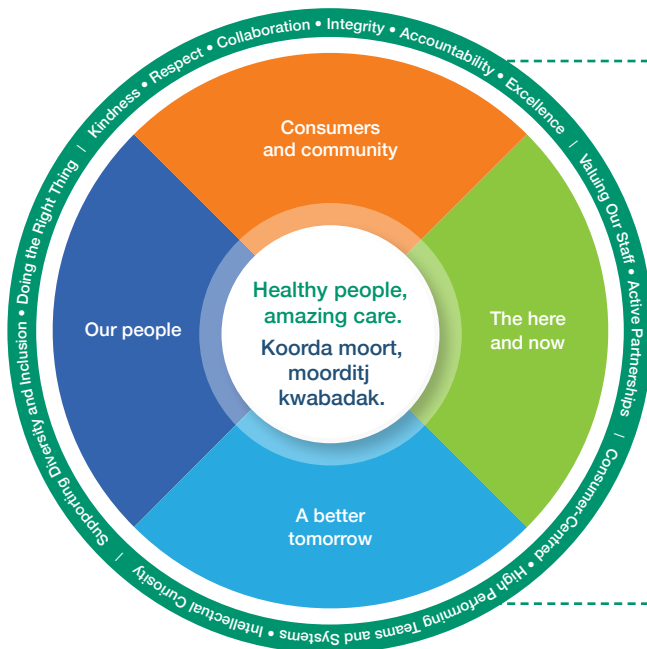 Kindness • Respect • Collaboration • Integrity • Accountability • Excellence | Valuing Our Staff • Active Partnerships | Consumer-Centred • High Performing Teams and Systems • Intellectual Curiosity | Supporting Diversity and Inclusion • Doing the Right Thing |
Consumers
and community
Our people
Healthy people,
amazing care.
Koorda moort,
moorditj
kwabadak.
The here
and now
A better
tomorrow